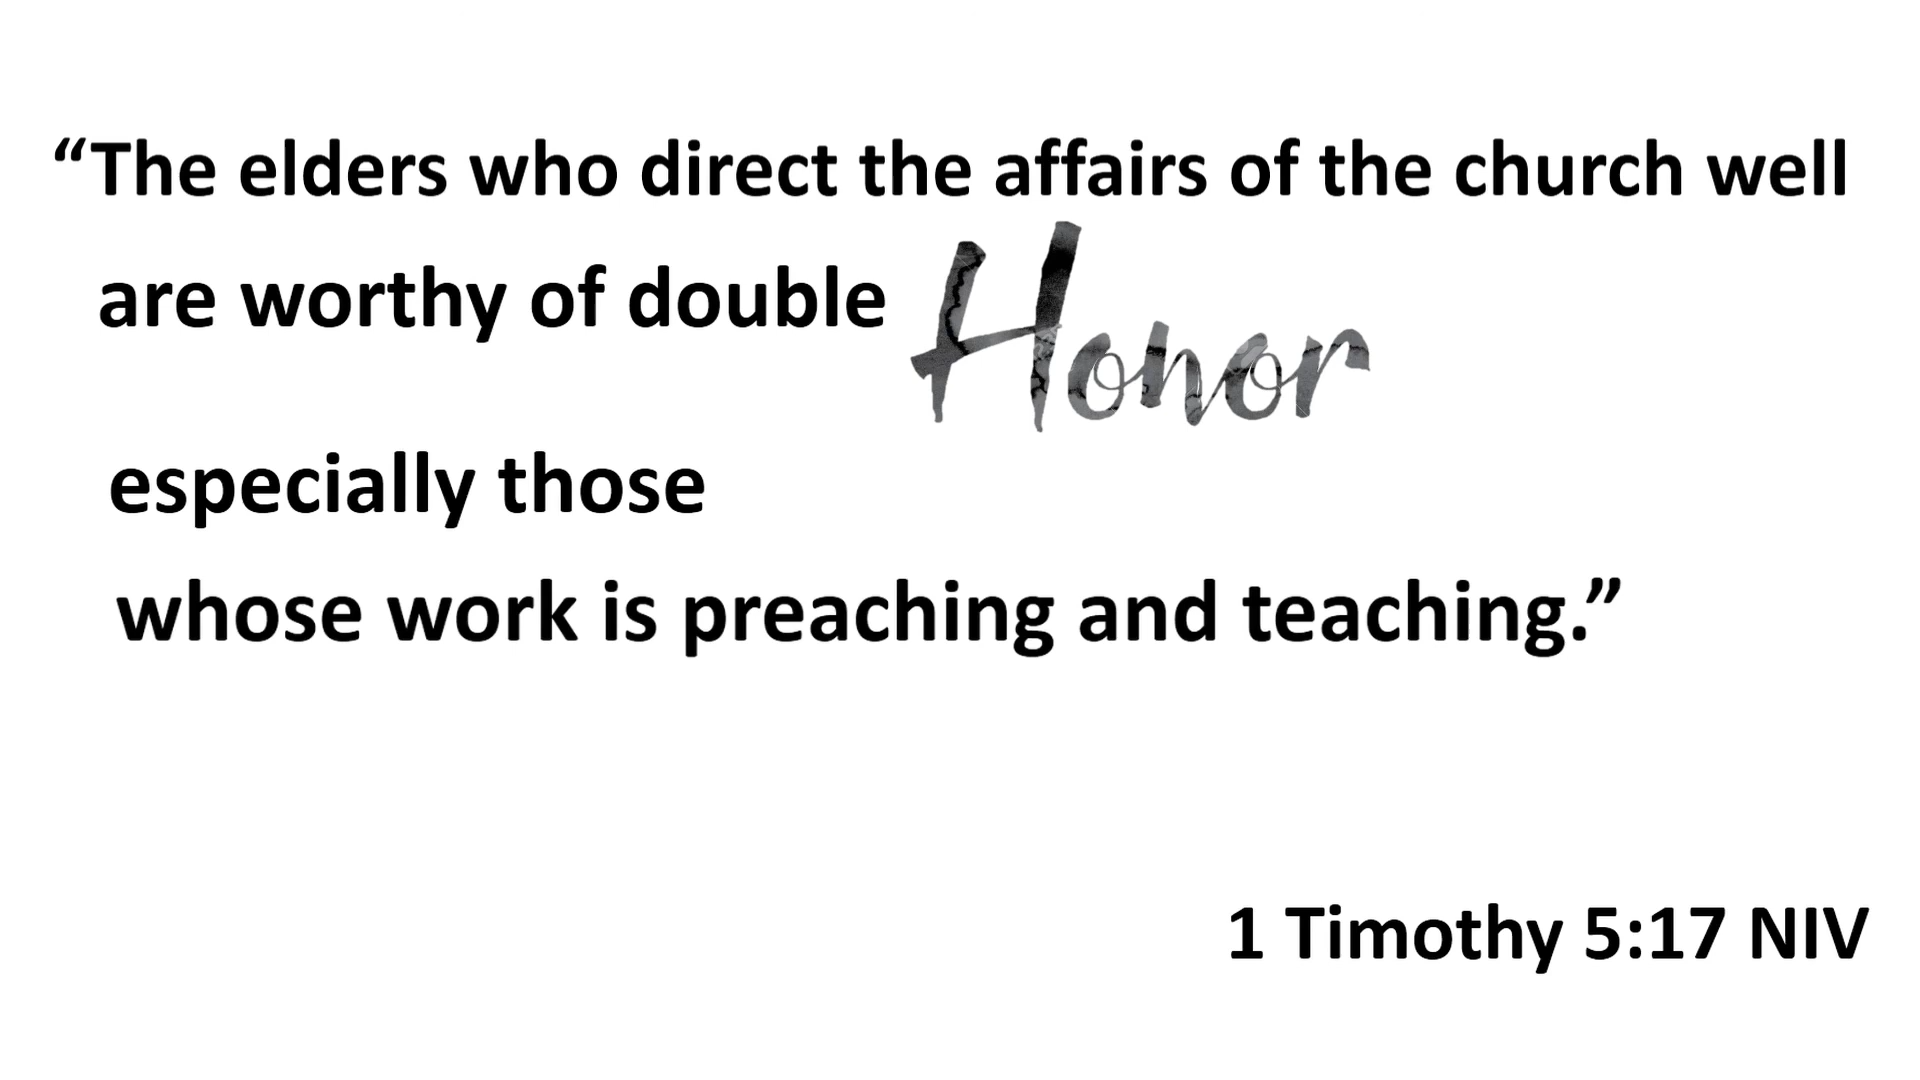 “The elders who direct the affairs of the church well
are worthy of double Honor
especially those
whose work is preaching and teaching.”
1 Timothy 5:17 NIV